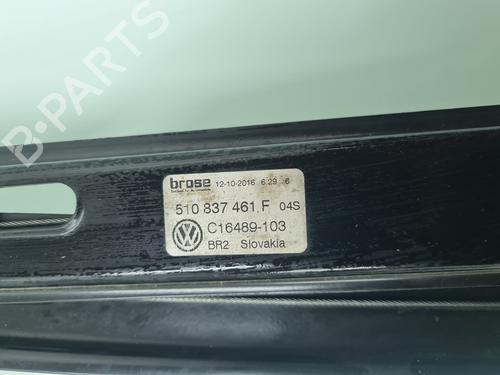 brose 12-10-2016 6:29 6
510 837 461.F 04S
C16489-103
BR2 Slovakia
B-PARTS